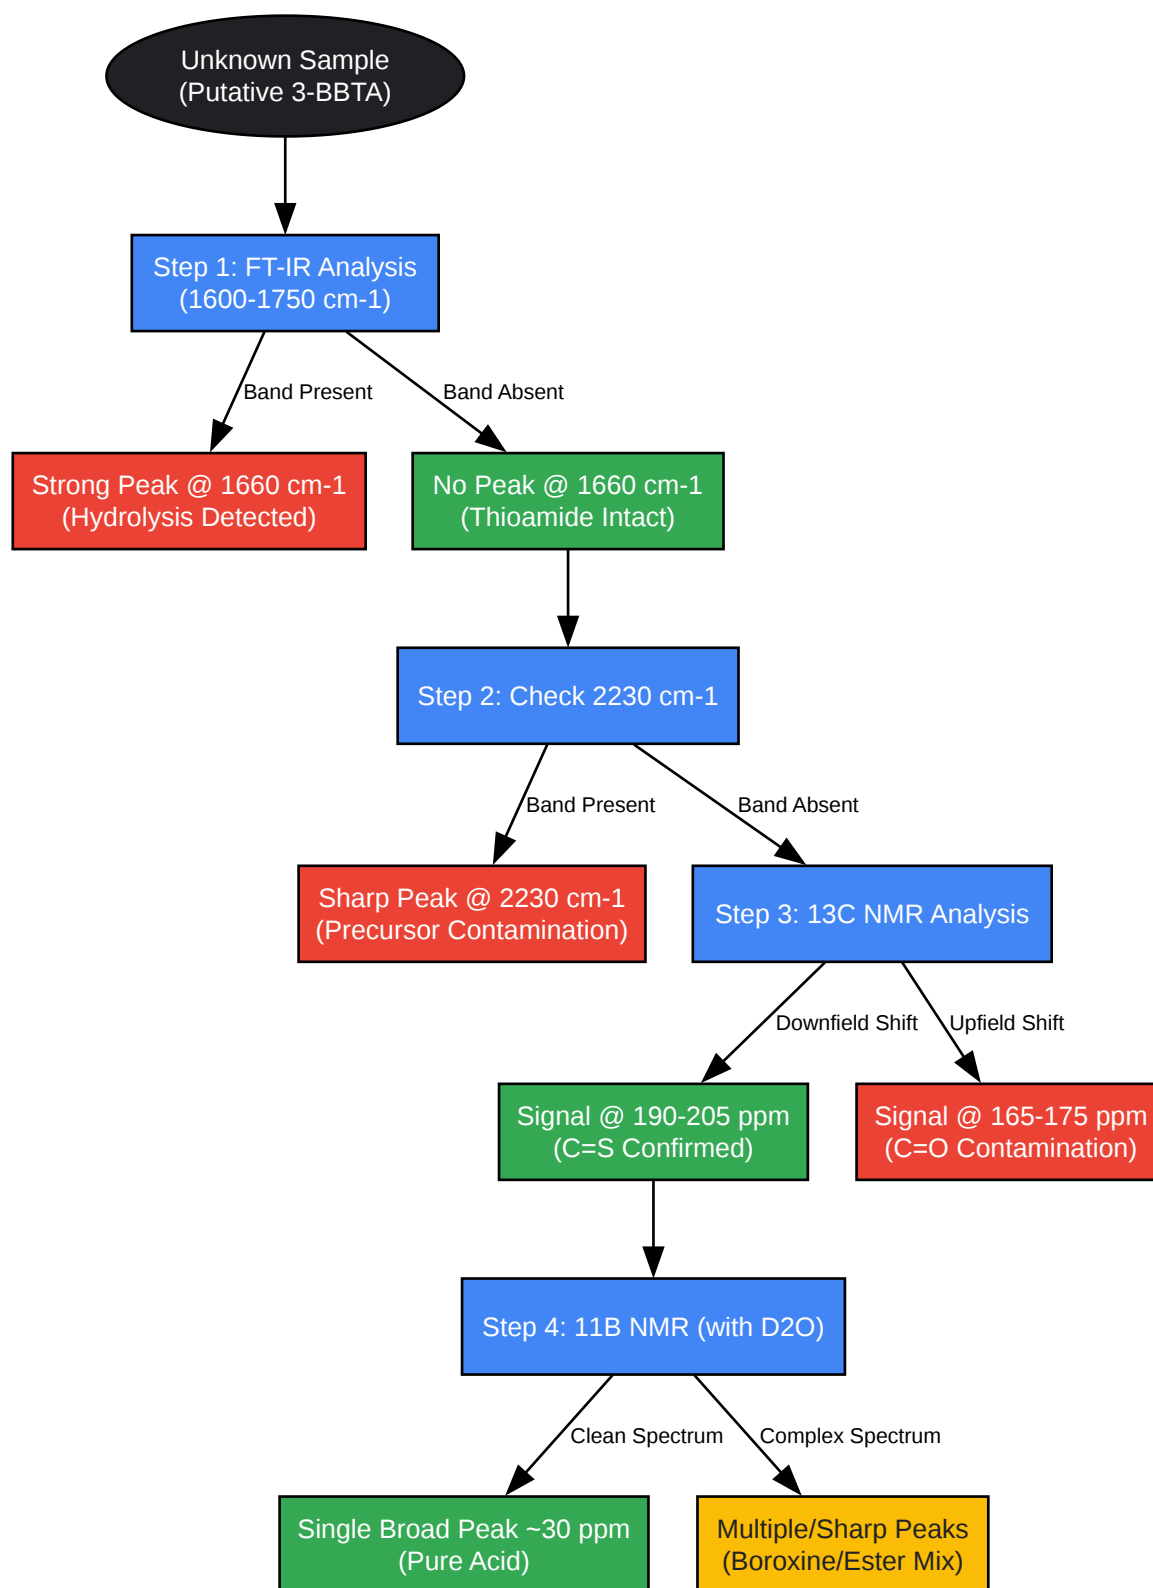 Unknown Sample
(Putative 3-BBTA)
Step 1: FT-IR Analysis
(1600-1750 cm-1)
Band Present
Band Absent
Strong Peak @ 1660 cm-1
(Hydrolysis Detected)
No Peak @ 1660 cm-1
(Thioamide Intact)
Step 2: Check 2230 cm-1
Band Present
Band Absent
Sharp Peak @ 2230 cm-1
(Precursor Contamination)
Step 3: 13C NMR Analysis
Downfield Shift
Upfield Shift
Signal @ 190-205 ppm
(C=S Confirmed)
Signal @ 165-175 ppm
(C=O Contamination)
Step 4: 11B NMR (with D2O)
Clean Spectrum
Complex Spectrum
Single Broad Peak ~30 ppm
(Pure Acid)
Multiple/Sharp Peaks
(Boroxine/Ester Mix)